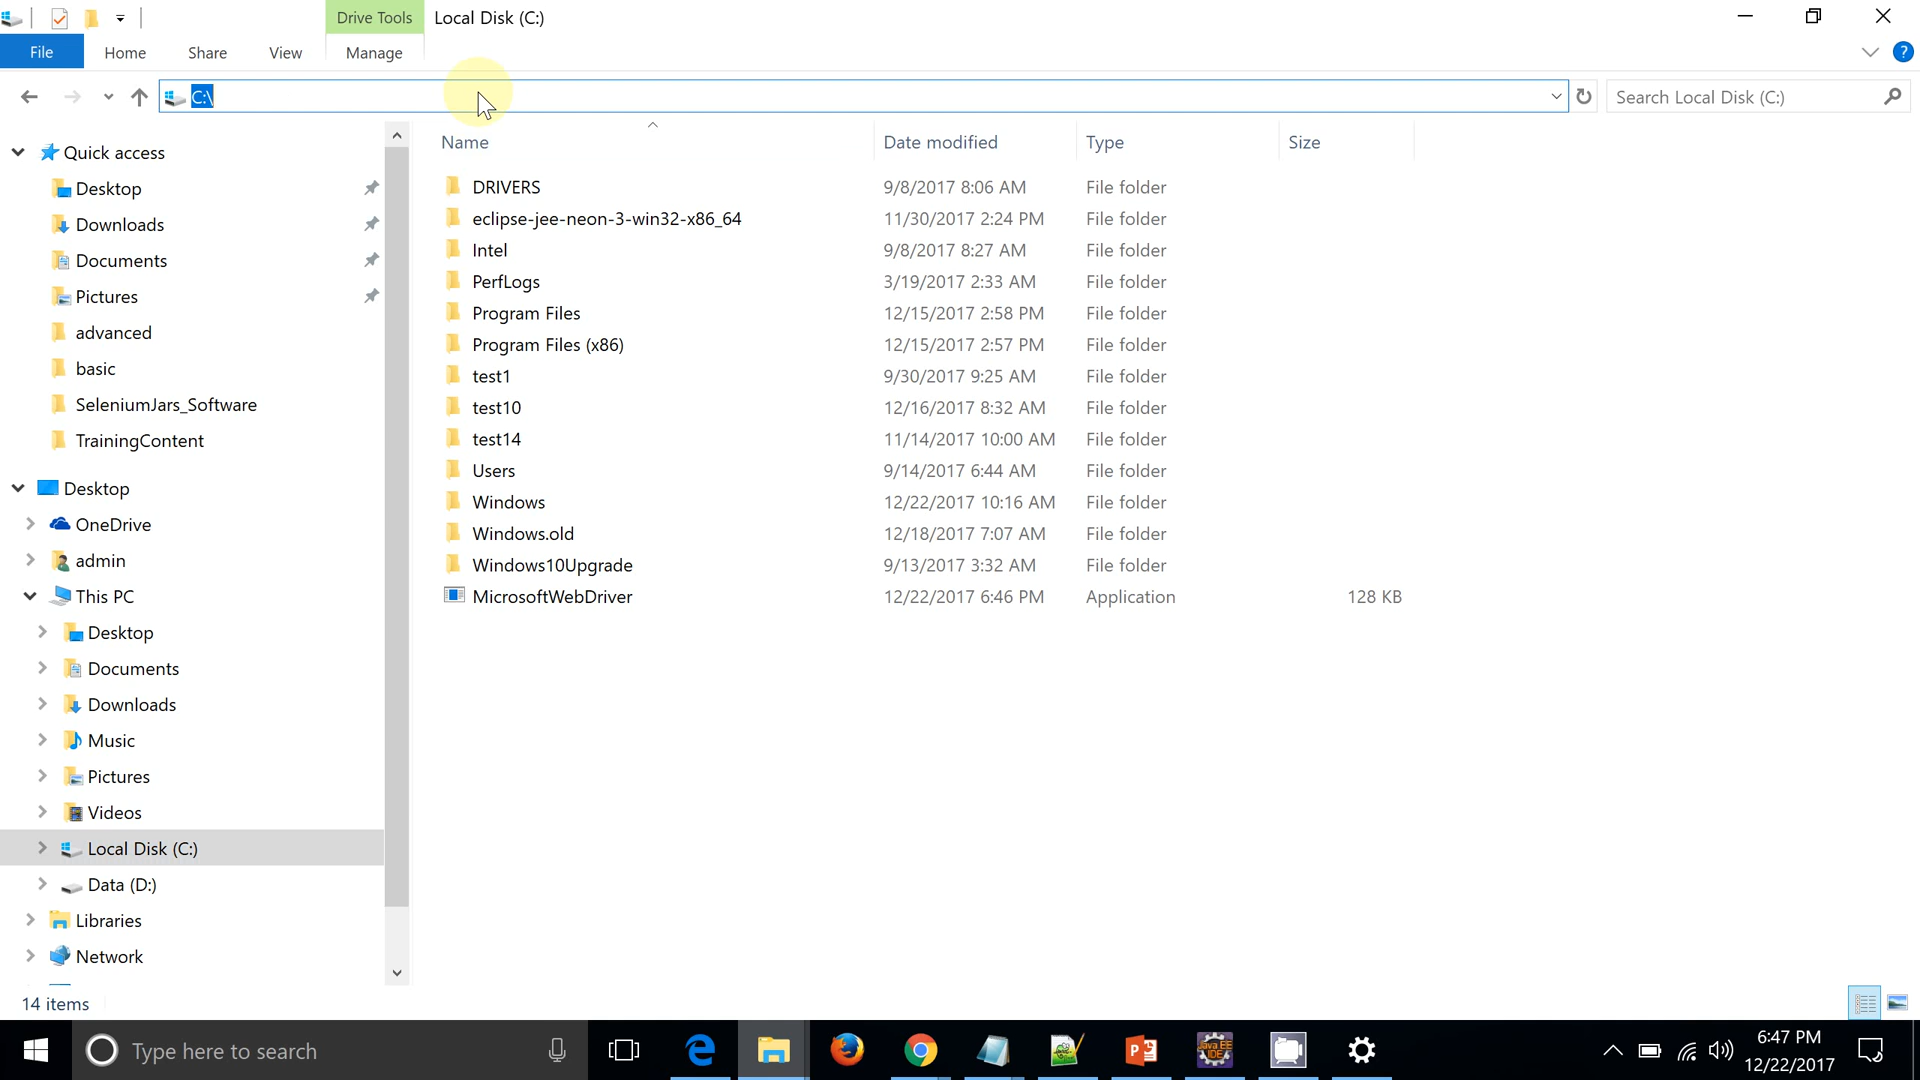 Drive Tools Local Disk (C:)
File Home Share View Manage
C:\ Search Local Disk (C:)
Name Date modified Type Size
Quick access
Desktop
Downloads
Documents
Pictures
advanced
basic
SeleniumJars_Software
TrainingContent
Desktop
OneDrive
admin
This PC
Desktop
Documents
Downloads
Music
Pictures
Videos
Local Disk (C:)
Data (D:)
Libraries
Network
DRIVERS 9/8/2017 8:06 AM File folder
eclipse-jee-neon-3-win32-x86_64 11/30/2017 2:24 PM File folder
Intel 9/8/2017 8:27 AM File folder
PerfLogs 3/19/2017 2:33 AM File folder
Program Files 12/15/2017 2:58 PM File folder
Program Files (x86) 12/15/2017 2:57 PM File folder
test1 9/30/2017 9:25 AM File folder
test10 12/16/2017 8:32 AM File folder
test14 11/14/2017 10:00 AM File folder
Users 9/14/2017 6:44 AM File folder
Windows 12/22/2017 10:16 AM File folder
Windows.old 12/18/2017 7:07 AM File folder
Windows10Upgrade 9/13/2017 3:32 AM File folder
MicrosoftWebDriver 12/22/2017 6:46 PM Application 128 KB
14 items
Type here to search
Java EE
IDE
6:47 PM
12/22/2017